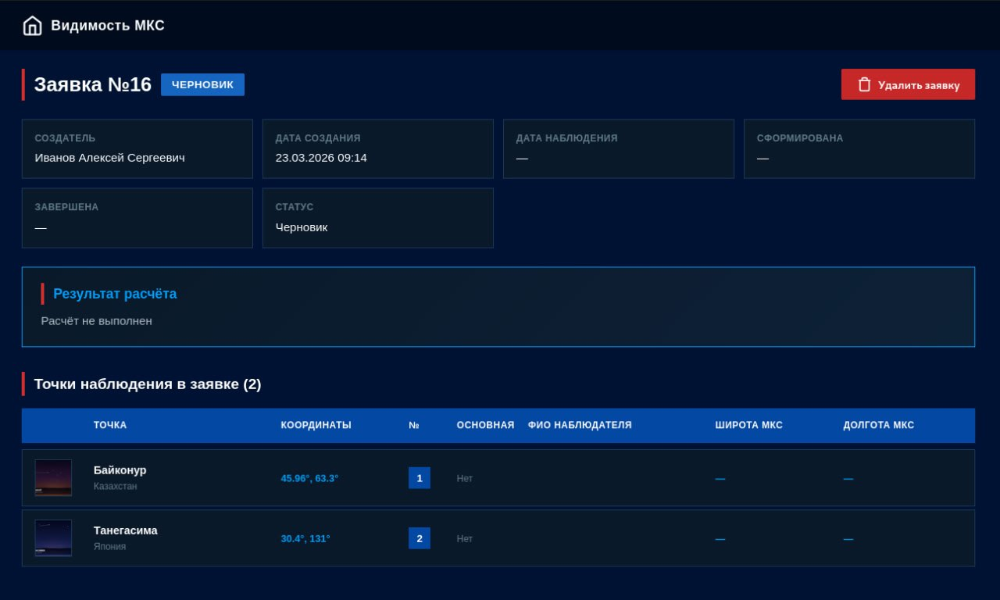 Видимость МКС
Заявка №16 ЧЕРНОВИК Удалить заявку
СОЗДАТЕЛЬ
Иванов Алексей Сергеевич
ДАТА СОЗДАНИЯ
23.03.2026 09:14
ДАТА НАБЛЮДЕНИЯ
—
СФОРМИРОВАНА
—
ЗАВЕРШЕНА
—
СТАТУС
Черновик
Результат расчёта
Расчёт не выполнен
Точки наблюдения в заявке (2)
ТОЧКА КООРДИНАТЫ № ОСНОВНАЯ ФИО НАБЛЮДАТЕЛЯ ШИРОТА МКС ДОЛГОТА МКС
Байконур
Казахстан
45.96°, 63.3° 1 Нет — —
Танегасима
Япония
30.4°, 131° 2 Нет — —